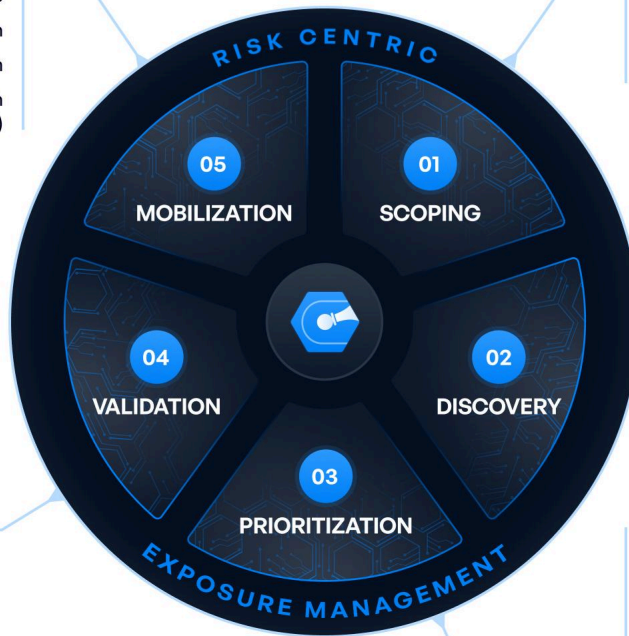 RISK CENTRIC
05
MOBILIZATION
01
SCOPING
04
VALIDATION
02
DISCOVERY
03
PRIORITIZATION
EXPOSURE MANAGEMENT